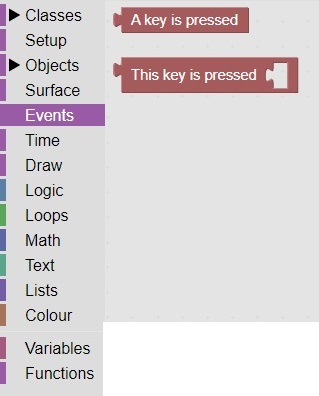 Classes
Setup
Objects
Surface
Events
Time
Draw
Logic
Loops
Math
Text
Lists
Colour
Variables
Functions
A key is pressed
This key is pressed